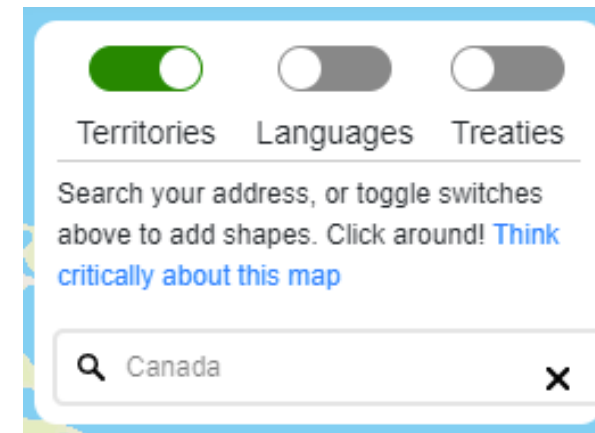 Territories Languages Treaties
Search your address, or toggle switches
above to add shapes. Click around! Think
critically about this map
Canada